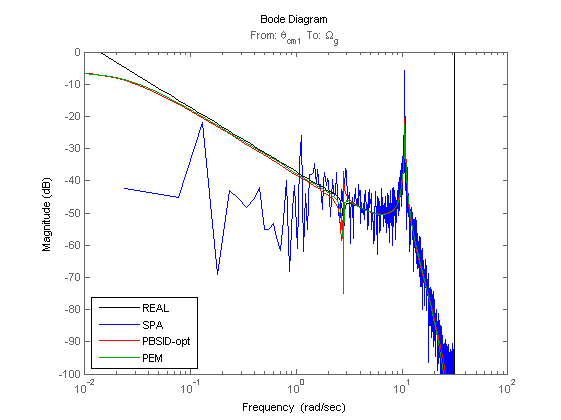 Bode Diagram
From: θcm1 To: Ωg
Magnitude (dB)
0
-10
-20
-30
-40
-50
-60
-70
-80
-90
-100
REAL
SPA
PBSID-opt
PEM
10^-2
10^-1
10^0
10^1
10^2
Frequency (rad/sec)